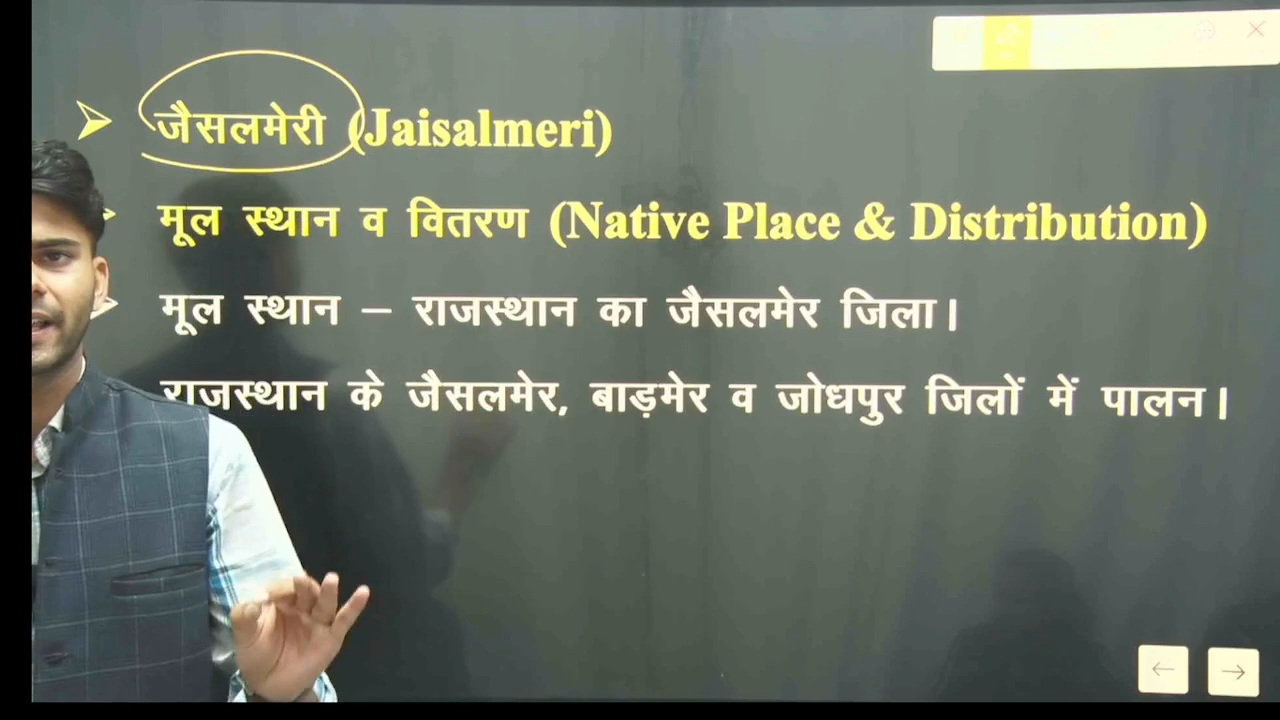 जैसलमेरी (Jaisalmeri)
मूल स्थान व वितरण (Native Place & Distribution)
मूल स्थान – राजस्थान का जैसलमेर जिला।
राजस्थान के जैसलमेर, बाड़मेर व जोधपुर जिलों में पालन।